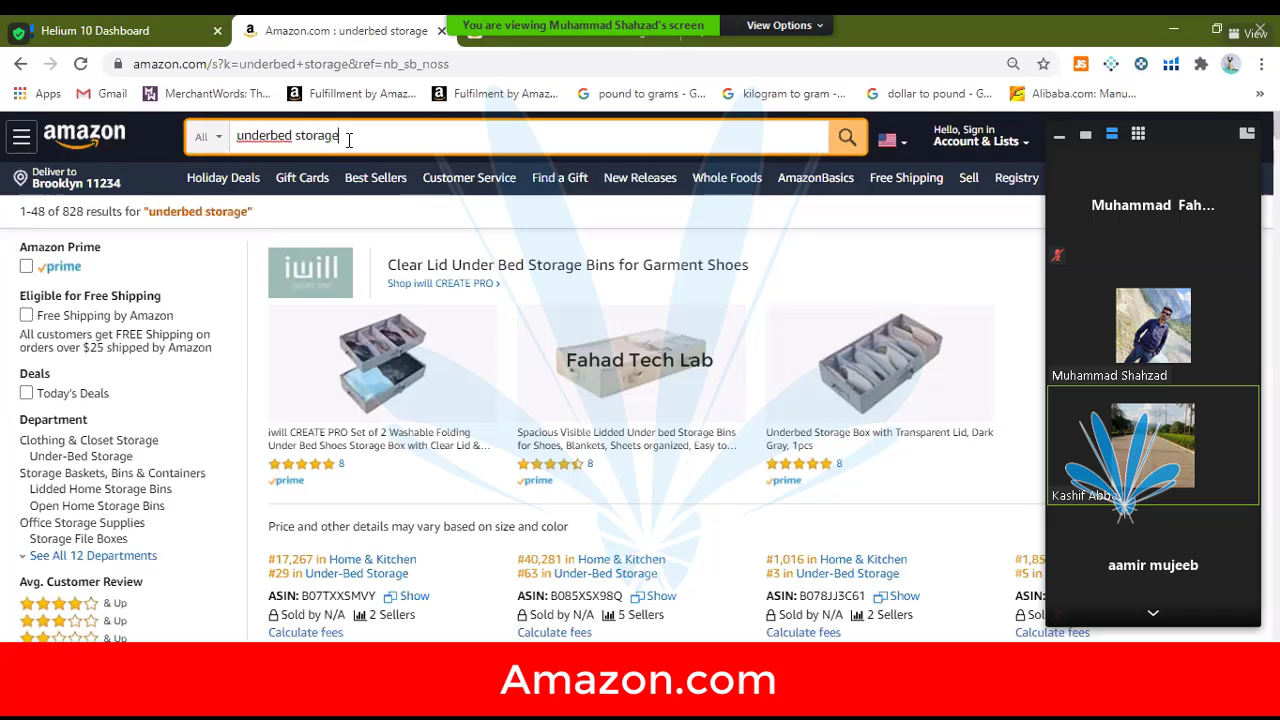 You are viewing Muhammad Shahzad's screen
View Options
Helium 10 Dashboard
Amazon.com : underbed storage
View
amazon.com/s?k=underbed+storage&ref=nb_sb_noss
Apps
Gmail
MerchantWords: Th...
Fulfillment by Amaz...
Fulfilment by Amaz...
pound to grams - G...
kilogram to gram -...
dollar to pound - G...
Alibaba.com: Manu...
amazon
All
underbed storage
Hello, Sign in
Account & Lists
Deliver to
Brooklyn 11234
Holiday Deals
Gift Cards
Best Sellers
Customer Service
Find a Gift
New Releases
Whole Foods
AmazonBasics
Free Shipping
Sell
Registry
1-48 of 828 results for "underbed storage"
Amazon Prime
prime
Eligible for Free Shipping
Free Shipping by Amazon
All customers get FREE Shipping on
orders over $25 shipped by Amazon
Deals
Today's Deals
Department
Clothing & Closet Storage
Under-Bed Storage
Storage Baskets, Bins & Containers
Lidded Home Storage Bins
Open Home Storage Bins
Office Storage Supplies
Storage File Boxes
See All 12 Departments
Avg. Customer Review
& Up
& Up
& Up
iwill
CREATE PRO
Clear Lid Under Bed Storage Bins for Garment Shoes
Shop iwill CREATE PRO ›
Fahad Tech Lab
iwill CREATE PRO Set of 2 Washable Folding
Under Bed Shoes Storage Box with Clear Lid &...
8
prime
Spacious Visible Lidded Under bed Storage Bins
for Shoes, Blankets, Sheets organized, Easy to...
8
prime
Underbed Storage Box with Transparent Lid, Dark
Gray, 1pcs
8
prime
Price and other details may vary based on size and color
#17,267 in Home & Kitchen
#29 in Under-Bed Storage
ASIN: B07TXXSMVY Show
Sold by N/A 2 Sellers
Calculate fees
#40,281 in Home & Kitchen
#63 in Under-Bed Storage
ASIN: B085XSX98Q Show
Sold by N/A 5 Sellers
Calculate fees
#1,016 in Home & Kitchen
#3 in Under-Bed Storage
ASIN: B078JJ3C61 Show
Sold by N/A 2 Sellers
Calculate fees
#5 in
ASIN:
Sold by
Calculate fees
Muhammad Fah...
Muhammad Shahzad
Kashif Abbas
aamir mujeeb
Amazon.com